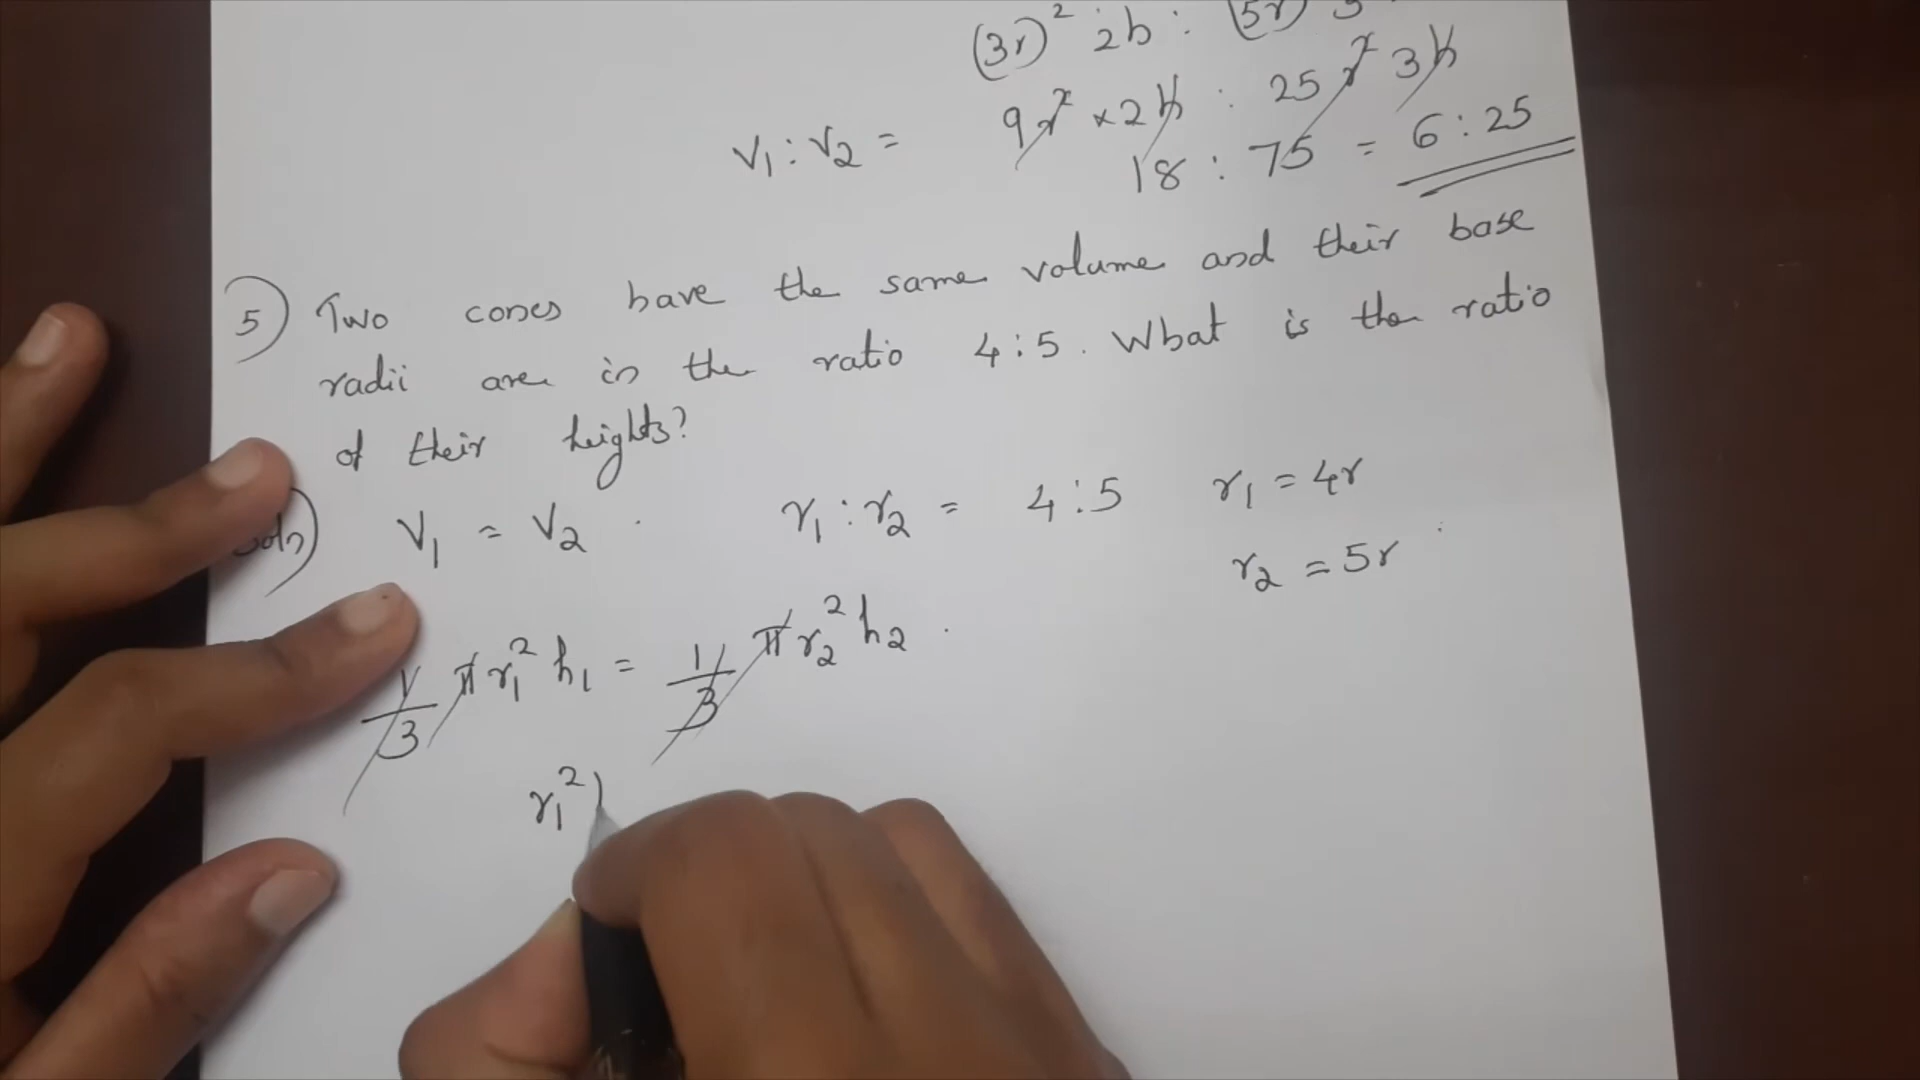 (3r)² 2h : (5r) 3
V₁ : V₂ = 9r² × 2h : 25 r² 3h
18 : 75 = 6 : 25
5) Two cones have the same volume and their base
radii are in the ratio 4 : 5. What is the ratio
of their heights?
Soln) V₁ = V₂ . r₁ : r₂ = 4 : 5 r₁ = 4r
r₂ = 5r
1/3 π r₁² h₁ = 1/3 π r₂² h₂ .
r₁²